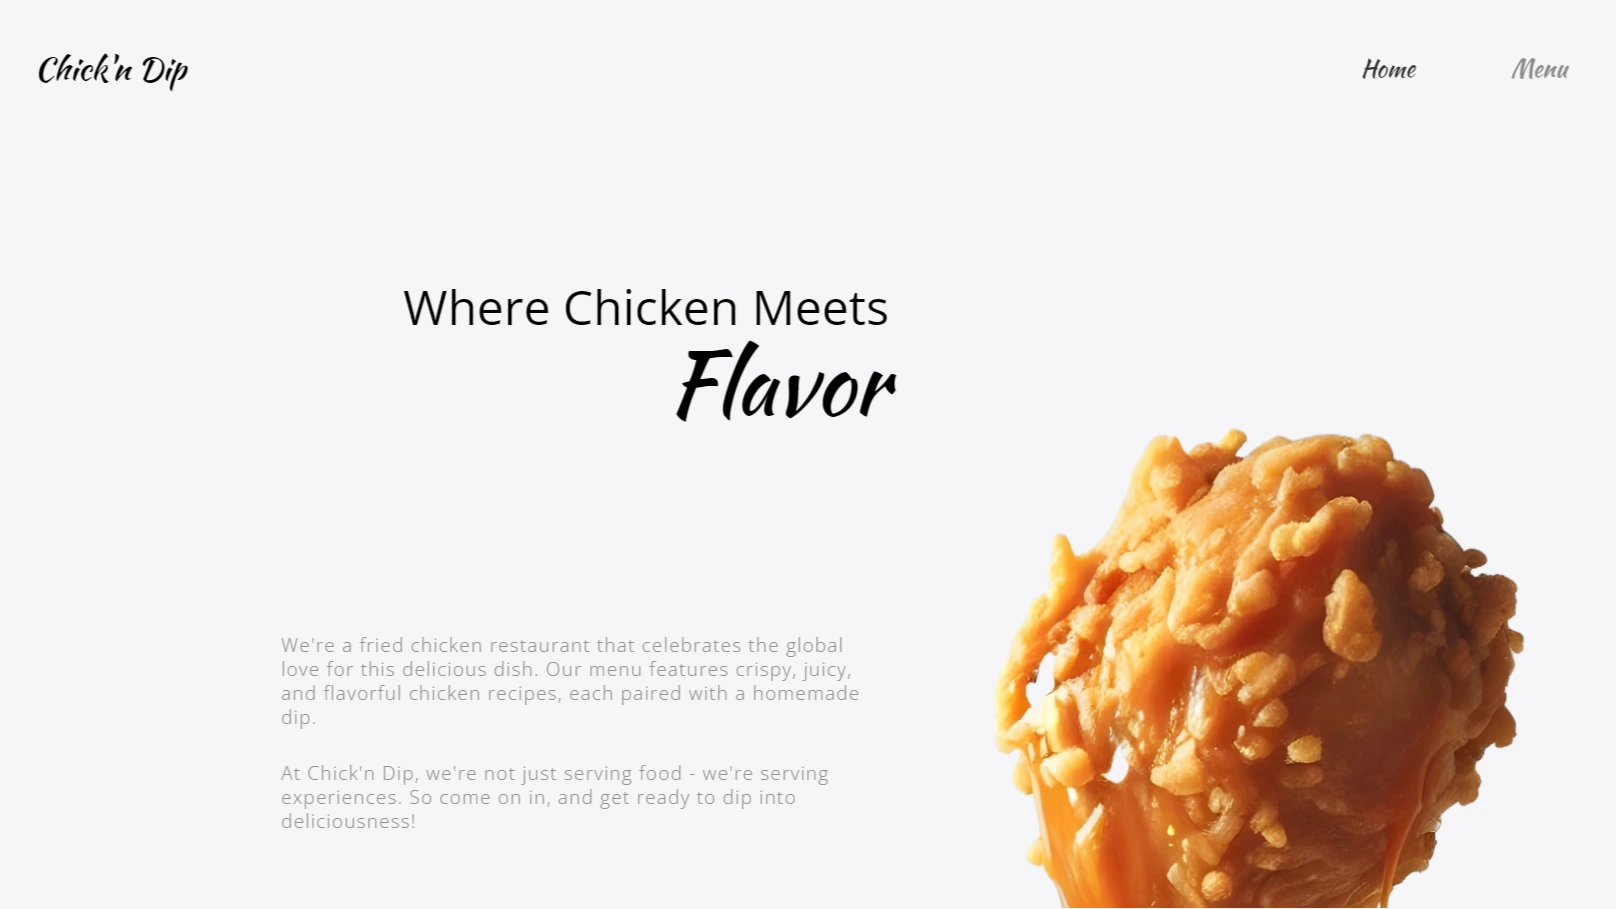 Chick'n Dip
Home
Menu
Where Chicken Meets
Flavor
We're a fried chicken restaurant that celebrates the global
love for this delicious dish. Our menu features crispy, juicy,
and flavorful chicken recipes, each paired with a homemade
dip.
At Chick'n Dip, we're not just serving food - we're serving
experiences. So come on in, and get ready to dip into
deliciousness!